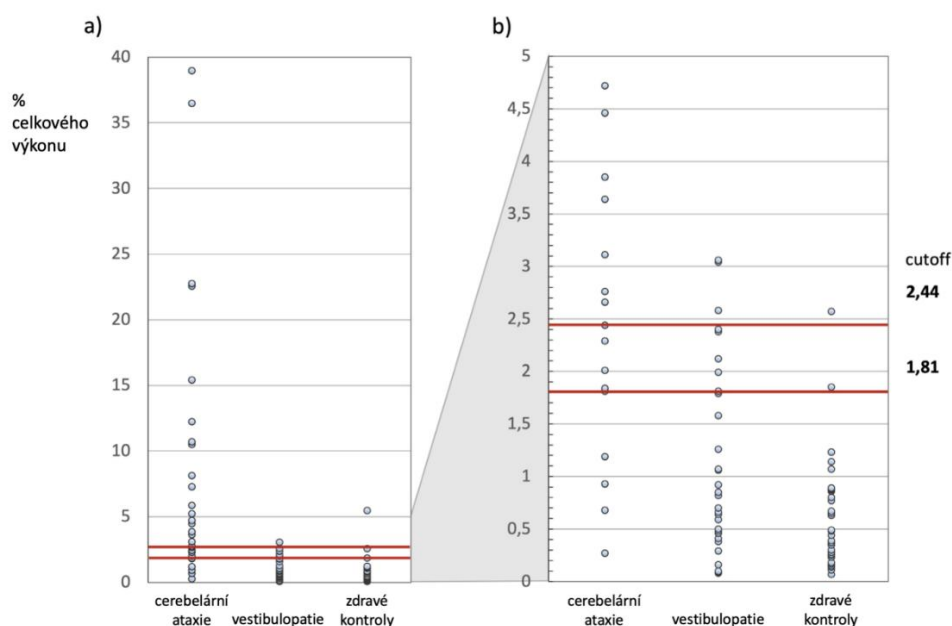 a)
%
celkového
výkonu
40
35
30
25
20
15
10
5
0
cerebelární
ataxie
vestibulopatie
zdravé
kontroly
b)
5
4,5
4
3,5
3
2,5
2
1,5
1
0,5
0
cerebelární
ataxie
vestibulopatie
zdravé
kontroly
cutoff
2,44
1,81